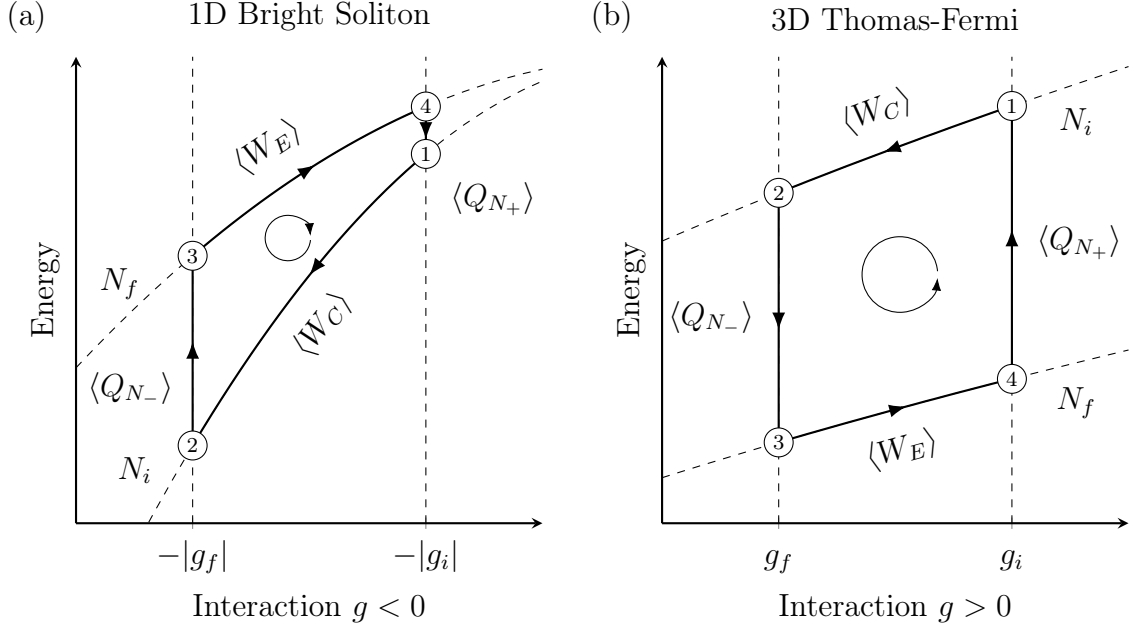 (a)
1D Bright Soliton
Energy
4
1
3
2
⟨W_E⟩
⟨Q_{N_+}⟩
⟨W_C⟩
N_f
⟨Q_{N_-}⟩
N_i
−|g_f|
−|g_i|
Interaction g < 0
(b)
3D Thomas-Fermi
Energy
1
2
3
4
⟨W_C⟩
N_i
⟨Q_{N_+}⟩
⟨Q_{N_-}⟩
N_f
⟨W_E⟩
g_f
g_i
Interaction g > 0